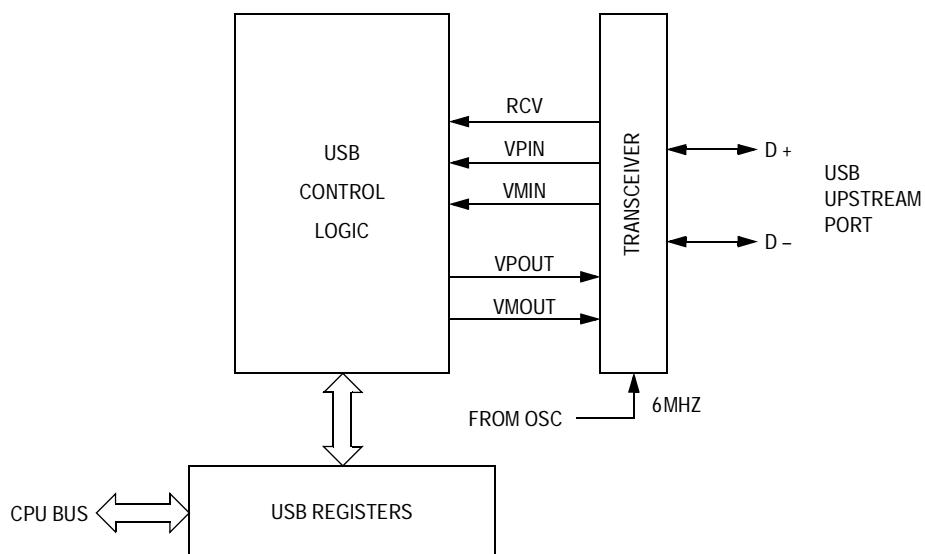 USB
CONTROL
LOGIC
RCV
VPIN
VMIN
VPOUT
VMOUT
TRANSCEIVER
D +
D –
USB
UPSTREAM
PORT
FROM OSC
6MHZ
CPU BUS
USB REGISTERS